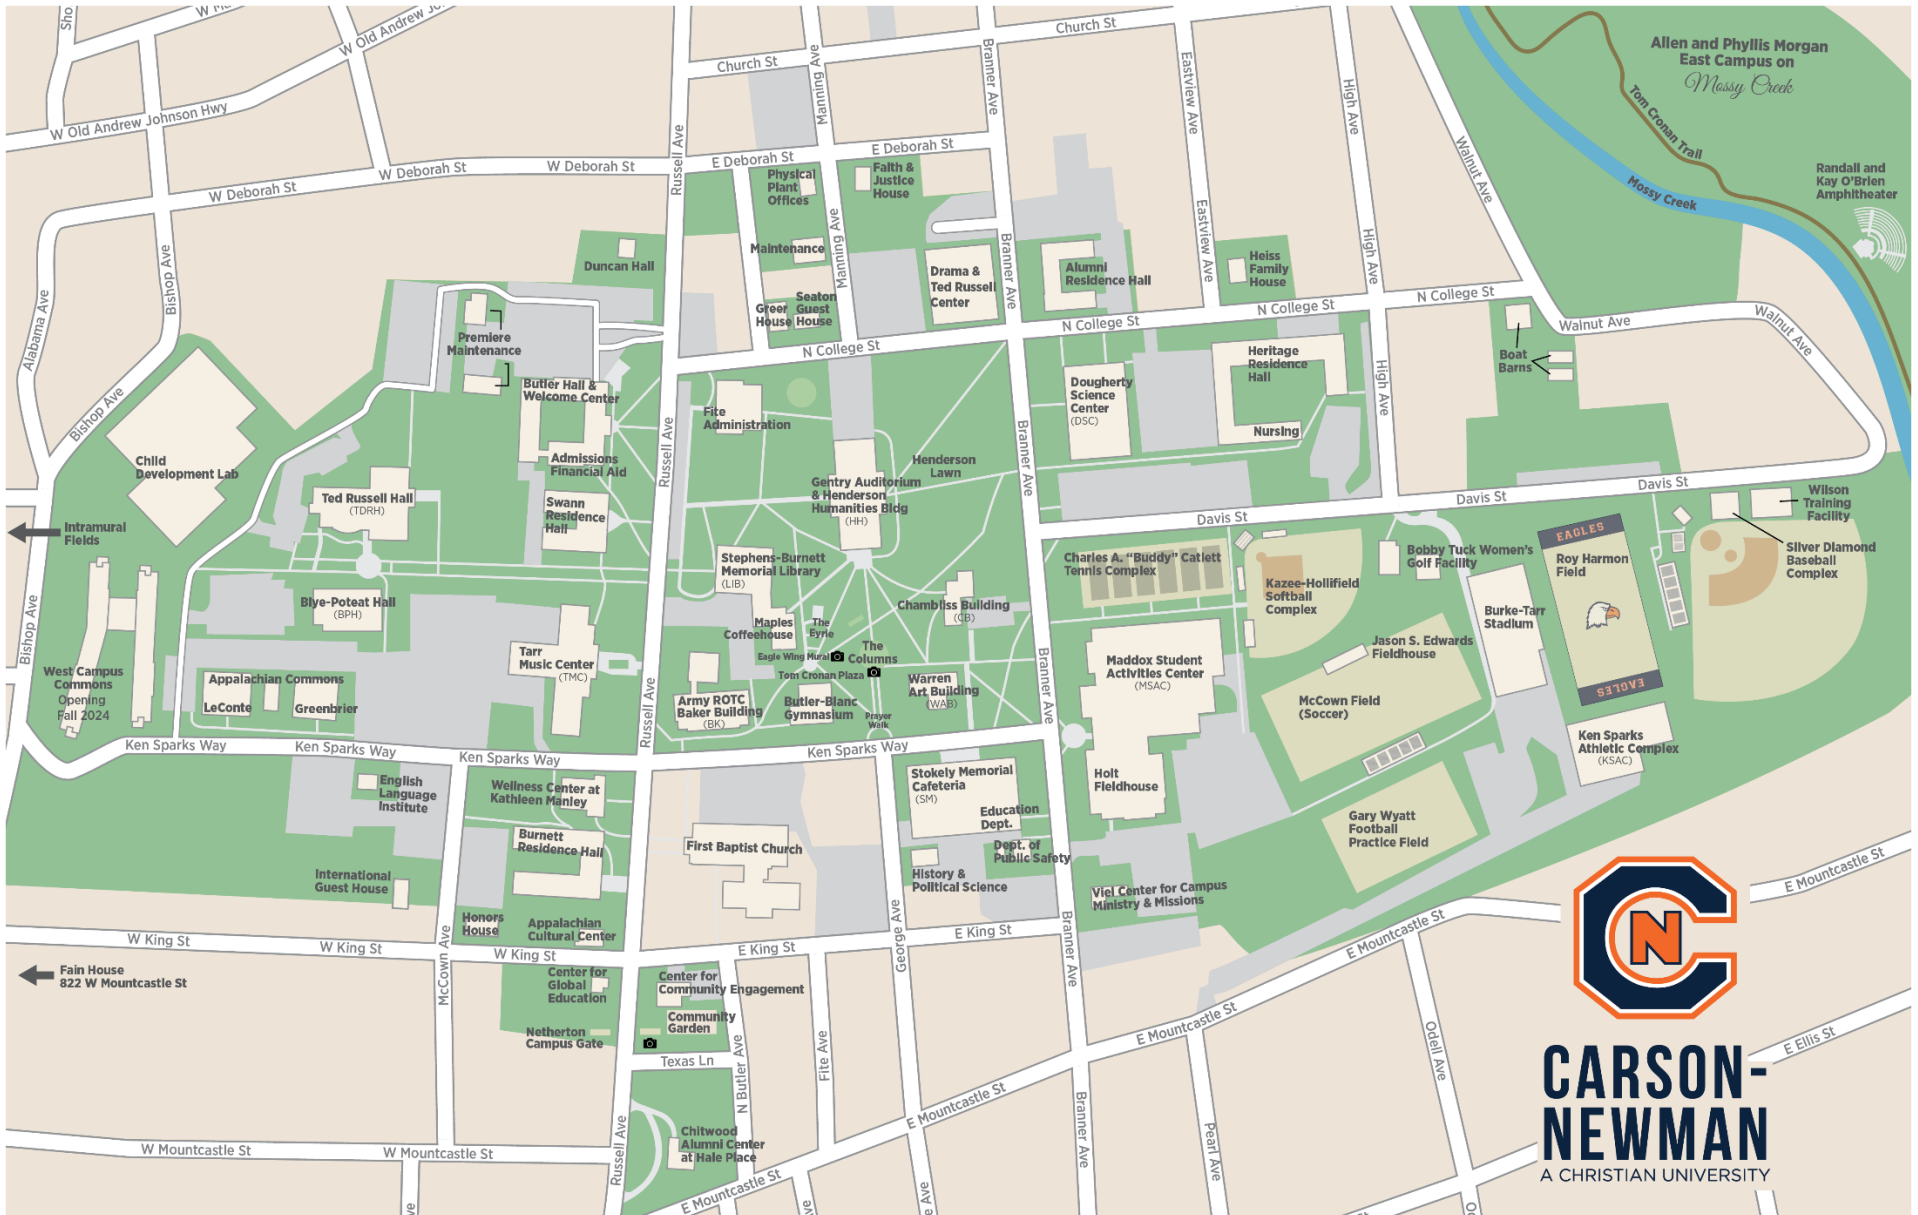 Sho
W Old Andrew Jo
Church St
Church St
Manning Ave
Branner Ave
Eastview Ave
High Ave
Walnut Ave
Allen and Phyllis Morgan
East Campus on
Mossy Creek
Tom Cronan Trail
Mossy Creek
Randall and
Kay O'Brien
Amphitheater
W Old Andrew Johnson Hwy
W Deborah St
W Deborah St
W Deborah St
E Deborah St
E Deborah St
Russell Ave
Physical
Plant
Offices
Faith &
Justice
House
Maintenance
Manning Ave
Greer
House
Seaton
Guest
House
Drama &
Ted Russell
Center
Branner Ave
Alumni
Residence Hall
Eastview Ave
Heiss
Family
House
High Ave
N College St
N College St
N College St
N College St
Walnut Ave
Walnut Ave
Boat
Barns
Alabama Ave
Bishop Ave
Bishop Ave
Duncan Hall
Premiere
Maintenance
Butler Hall &
Welcome Center
Admissions
Financial Aid
Child
Development Lab
Ted Russell Hall
(TDRH)
Swann
Residence
Hall
Russell Ave
Fite
Administration
Gentry Auditorium
& Henderson
Humanities Bldg
(HH)
Henderson
Lawn
Branner Ave
Dougherty
Science
Center
(DSC)
Heritage
Residence
Hall
Nursing
High Ave
Davis St
Davis St
Davis St
Wilson
Training
Facility
Silver Diamond
Baseball
Complex
Intramural
Fields
Bishop Ave
West Campus
Commons
Opening
Fall 2024
Blye-Poteat Hall
(BPH)
Appalachian Commons
LeConte
Greenbrier
Tarr
Music Center
(TMC)
Stephens-Burnett
Memorial Library
(LIB)
Maples
Coffeehouse
The
Eyrie
Eagle Wing Mural
The
Columns
Tom Cronan Plaza
Chambliss Building
(CB)
Warren
Art Building
(WAB)
Army ROTC
Baker Building
(BK)
Butler-Blanc
Gymnasium
Prayer
Walk
Russell Ave
Branner Ave
Charles A. "Buddy" Catlett
Tennis Complex
Kazee-Hollifield
Softball
Complex
Bobby Tuck Women's
Golf Facility
EAGLES
Roy Harmon
Field
EAGLES
Burke-Tarr
Stadium
Jason S. Edwards
Fieldhouse
Maddox Student
Activities Center
(MSAC)
McCown Field
(Soccer)
Ken Sparks
Athletic Complex
(KSAC)
Holt
Fieldhouse
Gary Wyatt
Football
Practice Field
Ken Sparks Way
Ken Sparks Way
Ken Sparks Way
Ken Sparks Way
English
Language
Institute
Wellness Center at
Kathleen Manley
Burnett
Residence Hall
International
Guest House
Honors
House
Appalachian
Cultural Center
First Baptist Church
Stokely Memorial
Cafeteria
(SM)
Education
Dept.
Dept. of
Public Safety
History &
Political Science
Viel Center for Campus
Ministry & Missions
W King St
W King St
W King St
E King St
E King St
George Ave
Branner Ave
McCown Ave
Fain House
822 W Mountcastle St
Center for
Global
Education
Netherton
Campus Gate
Center for
Community Engagement
Community
Garden
Texas Ln
N Butler Ave
Fite Ave
Russell Ave
Chitwood
Alumni Center
at Hale Place
W Mountcastle St
W Mountcastle St
E Mountcastle St
E Mountcastle St
E Mountcastle St
E Mountcastle St
E Mountcastle St
Branner Ave
Pearl Ave
Odell Ave
E Ellis St
CN
CARSON-
NEWMAN
A CHRISTIAN UNIVERSITY